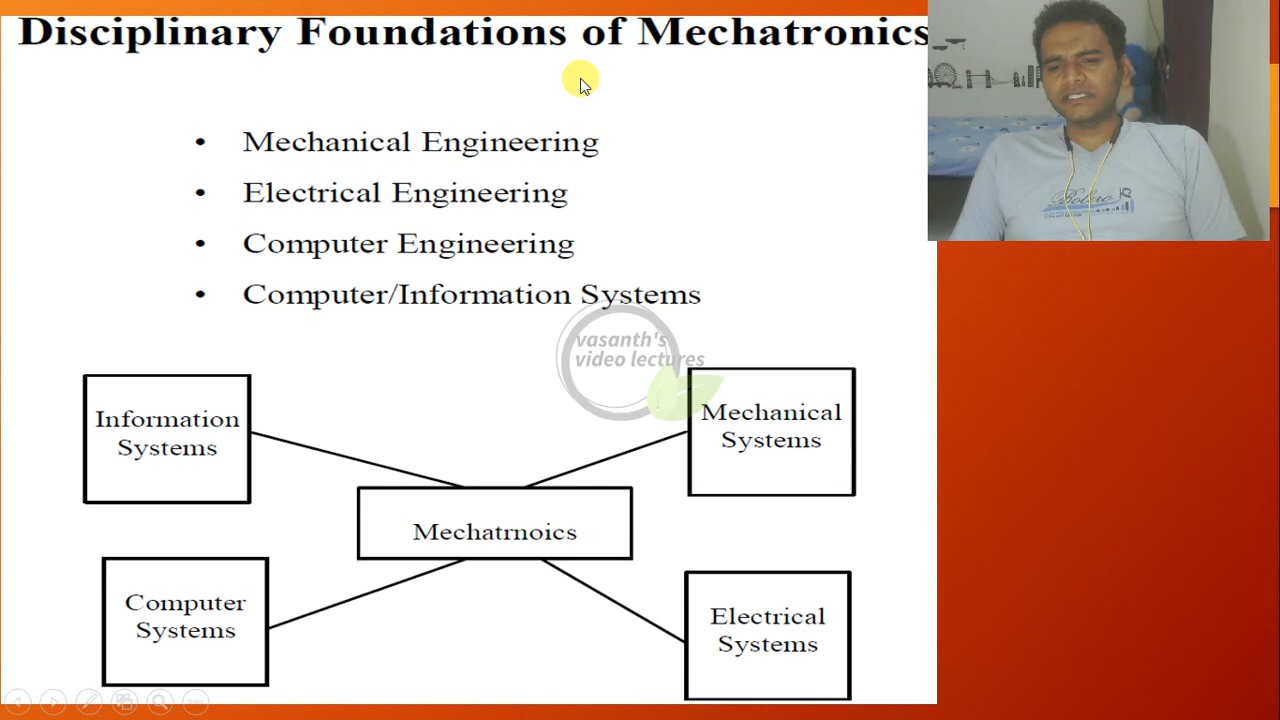 Disciplinary Foundations of Mechatronics
• Mechanical Engineering
• Electrical Engineering
• Computer Engineering
• Computer/Information Systems
vasanth's
video lectures
Information
Systems
Mechanical
Systems
Mechatrnoics
Computer
Systems
Electrical
Systems
Bolero